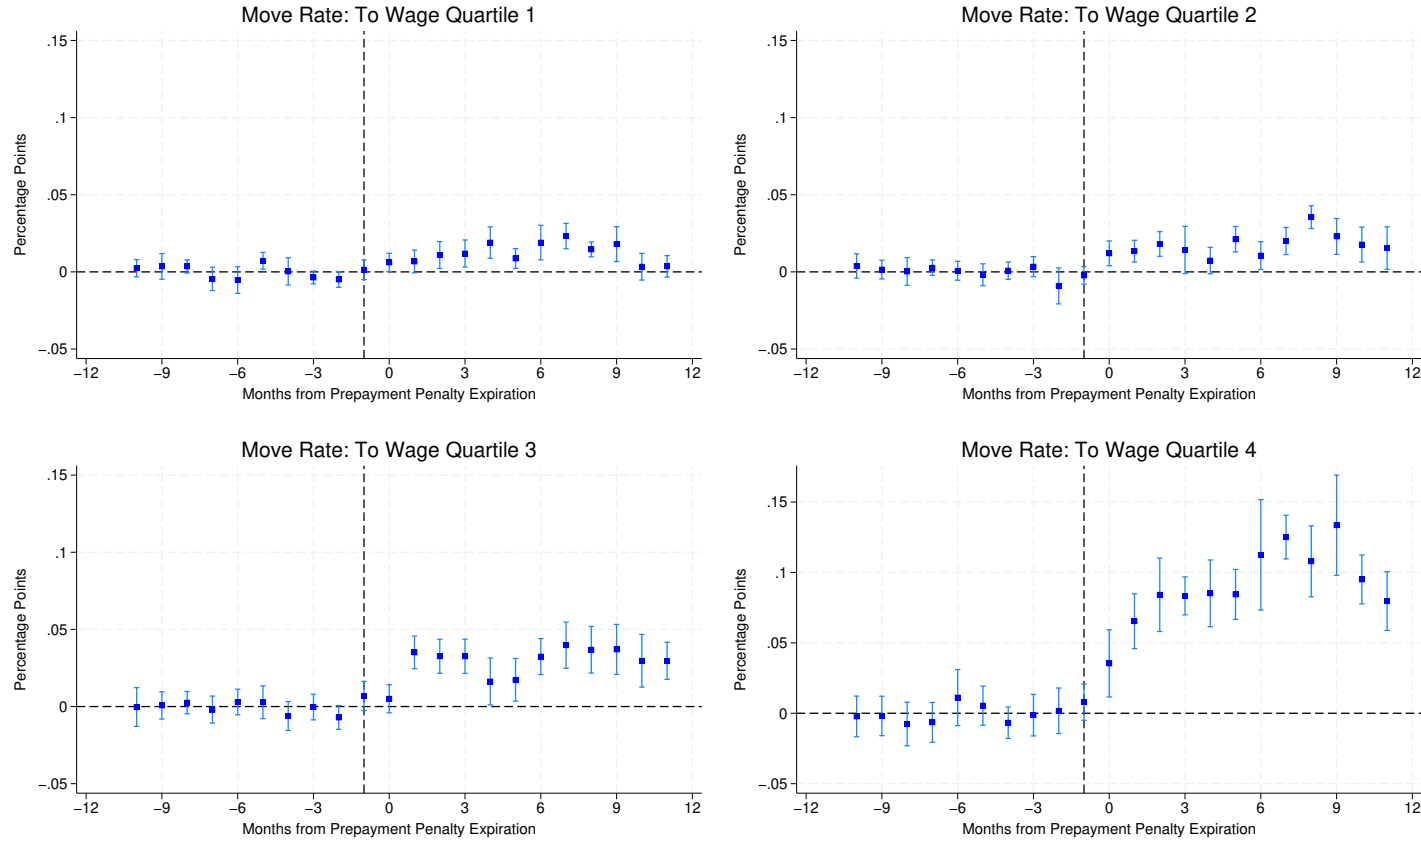 Move Rate: To Wage Quartile 1
Percentage Points
.15
.1
.05
0
−.05
−12 −9 −6 −3 0 3 6 9 12
Months from Prepayment Penalty Expiration
Move Rate: To Wage Quartile 2
Percentage Points
.15
.1
.05
0
−.05
−12 −9 −6 −3 0 3 6 9 12
Months from Prepayment Penalty Expiration
Move Rate: To Wage Quartile 3
Percentage Points
.15
.1
.05
0
−.05
−12 −9 −6 −3 0 3 6 9 12
Months from Prepayment Penalty Expiration
Move Rate: To Wage Quartile 4
Percentage Points
.15
.1
.05
0
−.05
−12 −9 −6 −3 0 3 6 9 12
Months from Prepayment Penalty Expiration